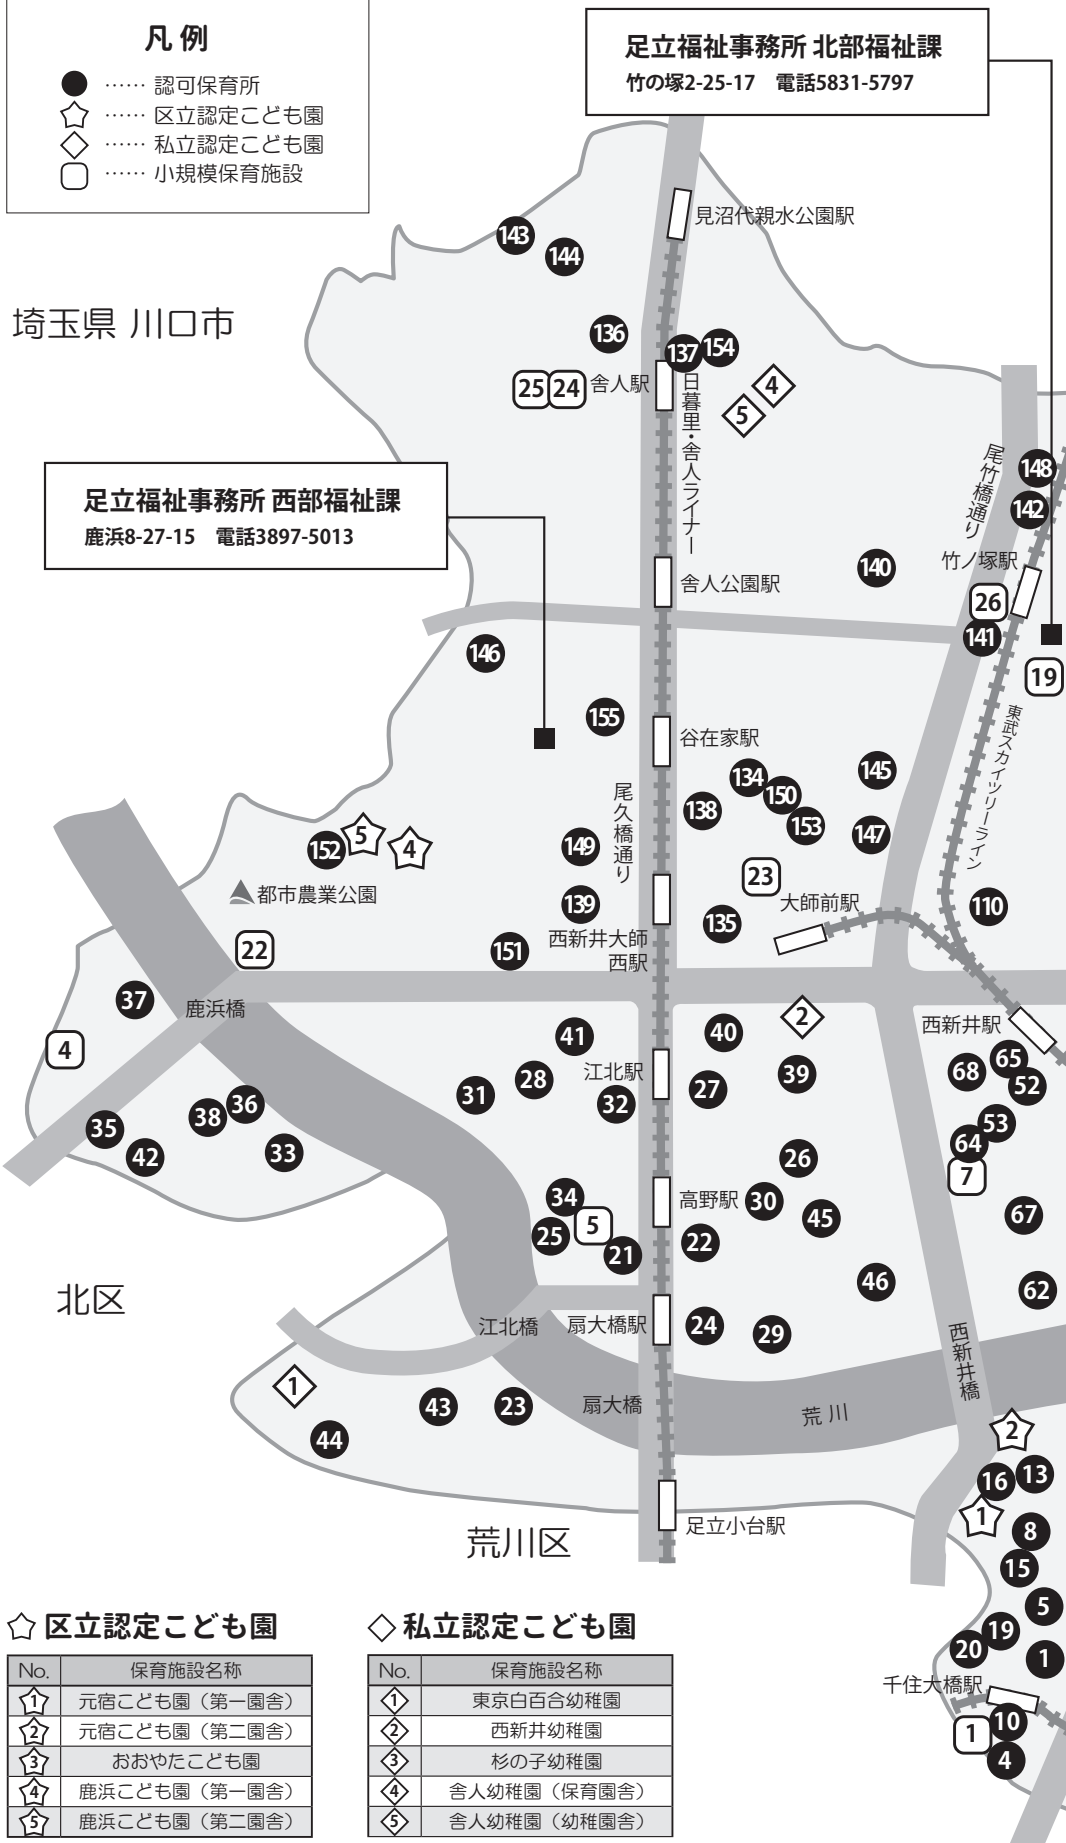 凡例
●……認可保育所
☆……区立認定こども園
◇……私立認定こども園
□……小規模保育施設
足立福祉事務所 北部福祉課
竹の塚2-25-17 電話5831-5797
見沼代親水公園駅
143
144
埼玉県 川口市
136
137
154
25
24
舎人駅
4
5
日暮里・舎人ライナー
尾竹橋通り
148
142
足立福祉事務所 西部福祉課
鹿浜8-27-15 電話3897-5013
竹ノ塚駅
140
舎人公園駅
26
141
19
146
155
谷在家駅
東武スカイツリーライン
134
145
150
138
153
147
尾久橋通り
5
4
152
149
都市農業公園
23
139
大師前駅
110
135
西新井大師
西駅
151
22
37
鹿浜橋
2
西新井駅
4
41
40
江北駅
39
28
27
31
32
68
65
52
53
64
7
36
38
35
42
33
26
34
高野駅
30
45
67
5
25
21
22
46
62
北区
江北橋
扇大橋駅
24
29
西新井橋
1
43
23
扇大橋
荒川
44
2
16
13
1
8
15
足立小台駅
荒川区
5
19
20
1
千住大橋駅
10
1
4
☆区立認定こども園
No. 保育施設名称
1 元宿こども園（第一園舎）
2 元宿こども園（第二園舎）
3 おおやたこども園
4 鹿浜こども園（第一園舎）
5 鹿浜こども園（第二園舎）
◇私立認定こども園
No. 保育施設名称
1 東京白百合幼稚園
2 西新井幼稚園
3 杉の子幼稚園
4 舎人幼稚園（保育園舎）
5 舎人幼稚園（幼稚園舎）